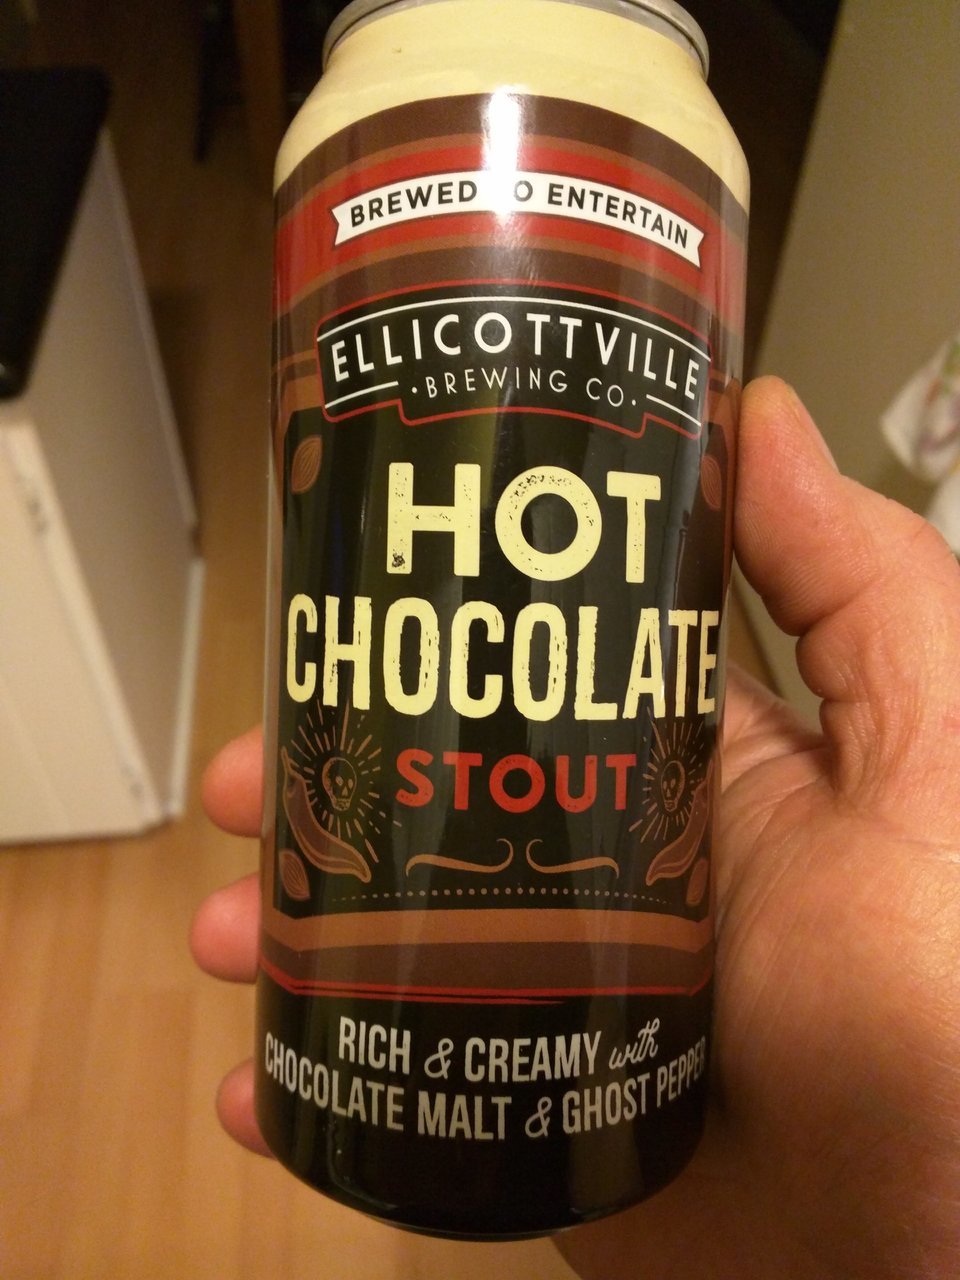 BREWED TO ENTERTAIN
ELLICOTTVILLE
·BREWING CO·
HOT
CHOCOLATE
STOUT
RICH & CREAMY with
CHOCOLATE MALT & GHOST PEPPER